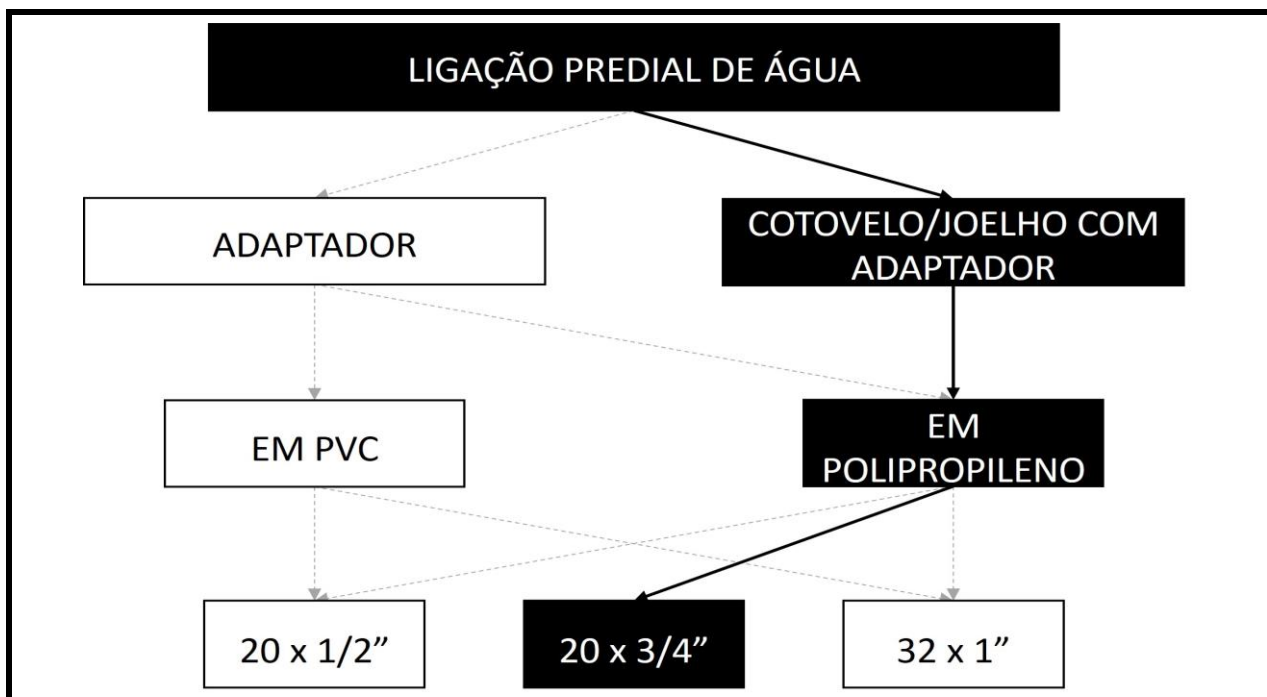 LIGAÇÃO PREDIAL DE ÁGUA
ADAPTADOR
COTOVELO/JOELHO COM
ADAPTADOR
EM PVC
EM
POLIPROPILENO
20 x 1/2”
20 x 3/4”
32 x 1”